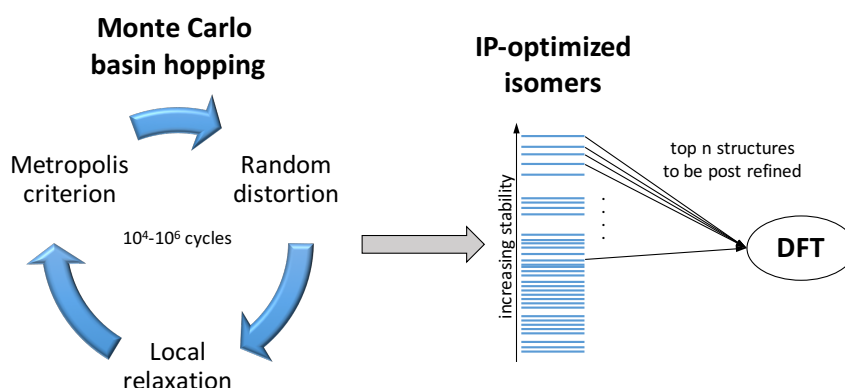 Monte Carlo
basin hopping
Metropolis
criterion
Random
distortion
10⁴-10⁶ cycles
Local
relaxation
IP-optimized
isomers
increasing stability
top n structures
to be post refined
DFT